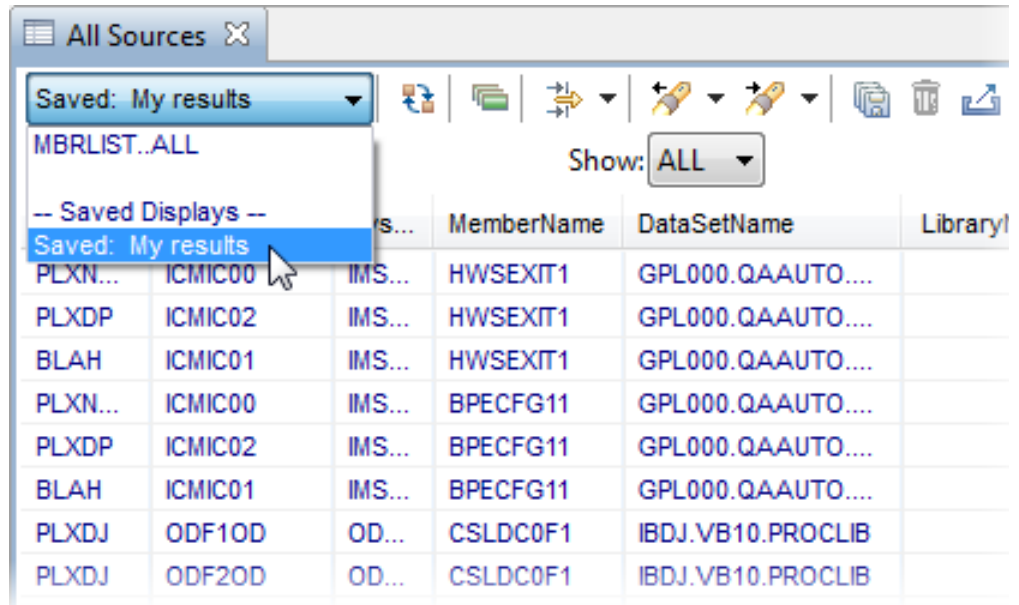 All Sources
Saved: My results
MBRLIST..ALL
Show: ALL
-- Saved Displays --
Saved: My results
MemberName DataSetName
PLXN... ICMIC00 IMS... HWSEXIT1 GPL000.QAAUTO....
PLXDP ICMIC02 IMS... HWSEXIT1 GPL000.QAAUTO....
BLAH ICMIC01 IMS... HWSEXIT1 GPL000.QAAUTO....
PLXN... ICMIC00 IMS... BPECFG11 GPL000.QAAUTO....
PLXDP ICMIC02 IMS... BPECFG11 GPL000.QAAUTO....
BLAH ICMIC01 IMS... BPECFG11 GPL000.QAAUTO....
PLXDJ ODF1OD OD... CSLDC0F1 IBDJ.VB10.PROCLIB
PLXDJ ODF2OD OD... CSLDC0F1 IBDJ.VB10.PROCLIB